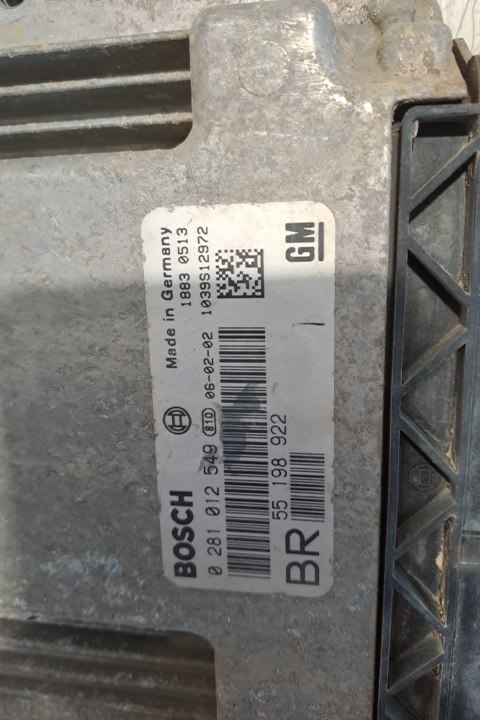 Made in Germany
1883 0513
BOSCH
0 281 012 549 810 06-02-02 1039S12972
55 198 922
BR
GM